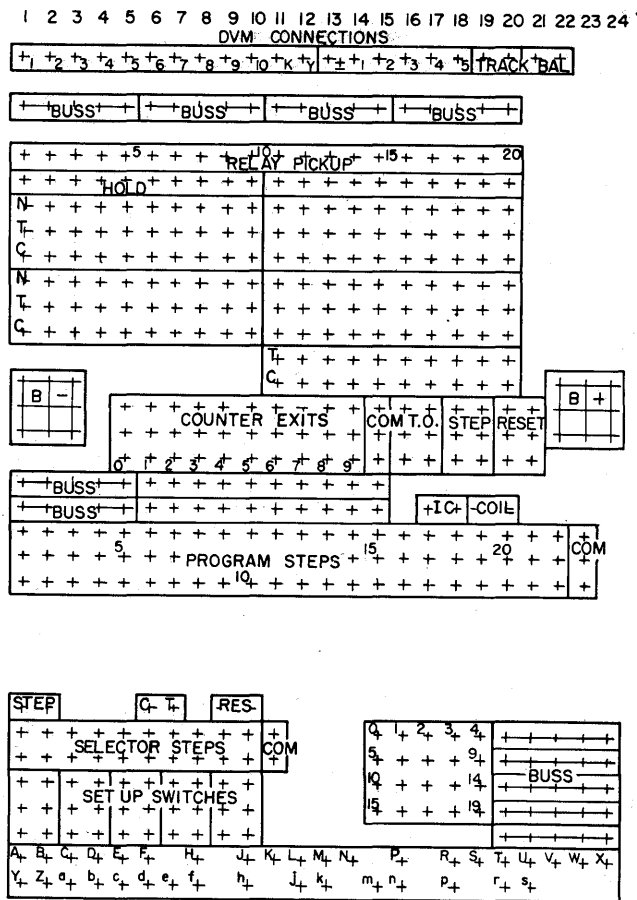 1 2 3 4 5 6 7 8 9 10 11 12 13 14 15 16 17 18 19 20 21 22 23 24
DVM CONNECTIONS
1 2 3 4 5 6 7 8 9 10 K Y ± 1 2 3 4 5 TRACK BAL
BUSS BUSS BUSS BUSS
5 10 15 20
RELAY PICKUP
HOLD
N
T
C
N
T
C
T
C
B - B +
COUNTER EXITS COM T.O. STEP RESET
0 1 2 3 4 5 6 7 8 9
BUSS
BUSS IC COIL
5 15 20 COM
PROGRAM STEPS
10
STEP C T RES
0 1 2 3 4
SELECTOR STEPS COM
5 9
BUSS
10 14
SET UP SWITCHES
15 19
A B C D E F H J K L M N P R S T U V W X
Y Z a b c d e f h j k m n p r s